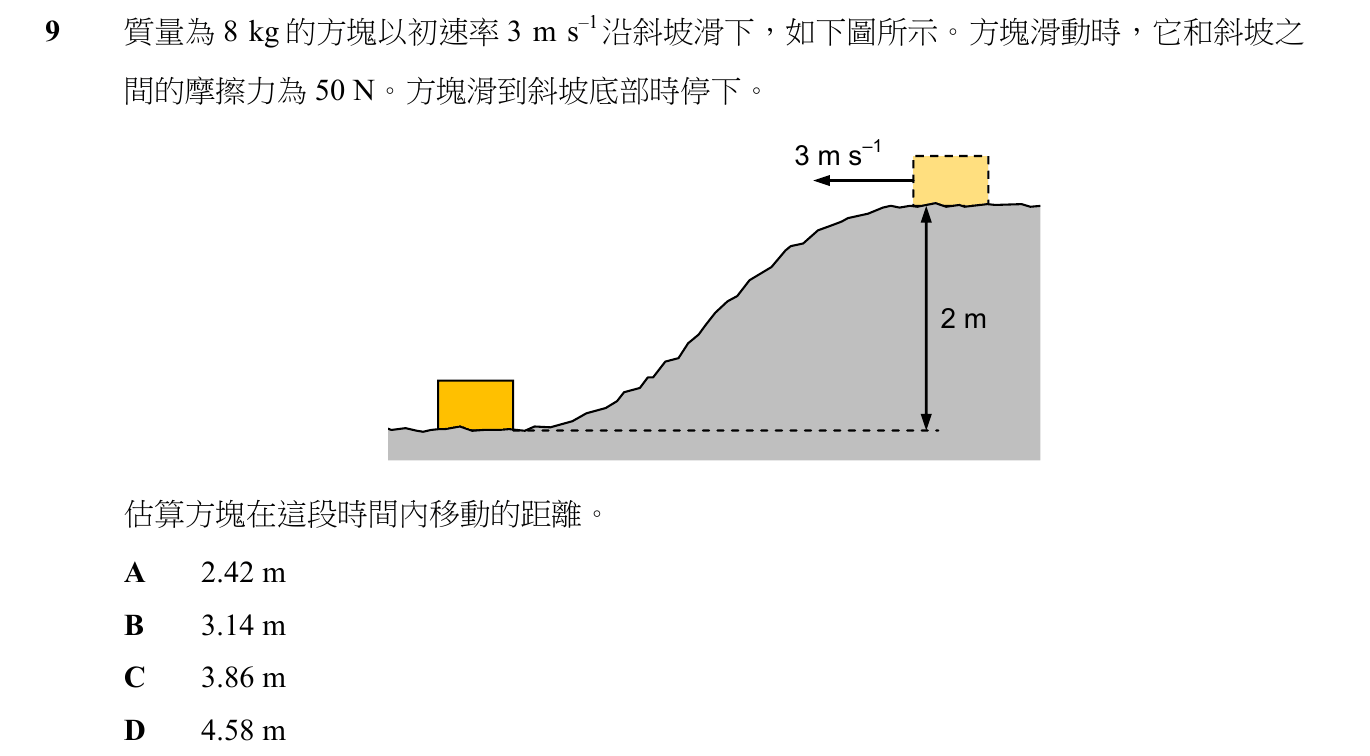 9 質量為 8 kg 的方塊以初速率 3 m s⁻¹ 沿斜坡滑下，如下圖所示。方塊滑動時，它和斜坡之
間的摩擦力為 50 N。方塊滑到斜坡底部時停下。
3 m s⁻¹
2 m
估算方塊在這段時間內移動的距離。
A 2.42 m
B 3.14 m
C 3.86 m
D 4.58 m